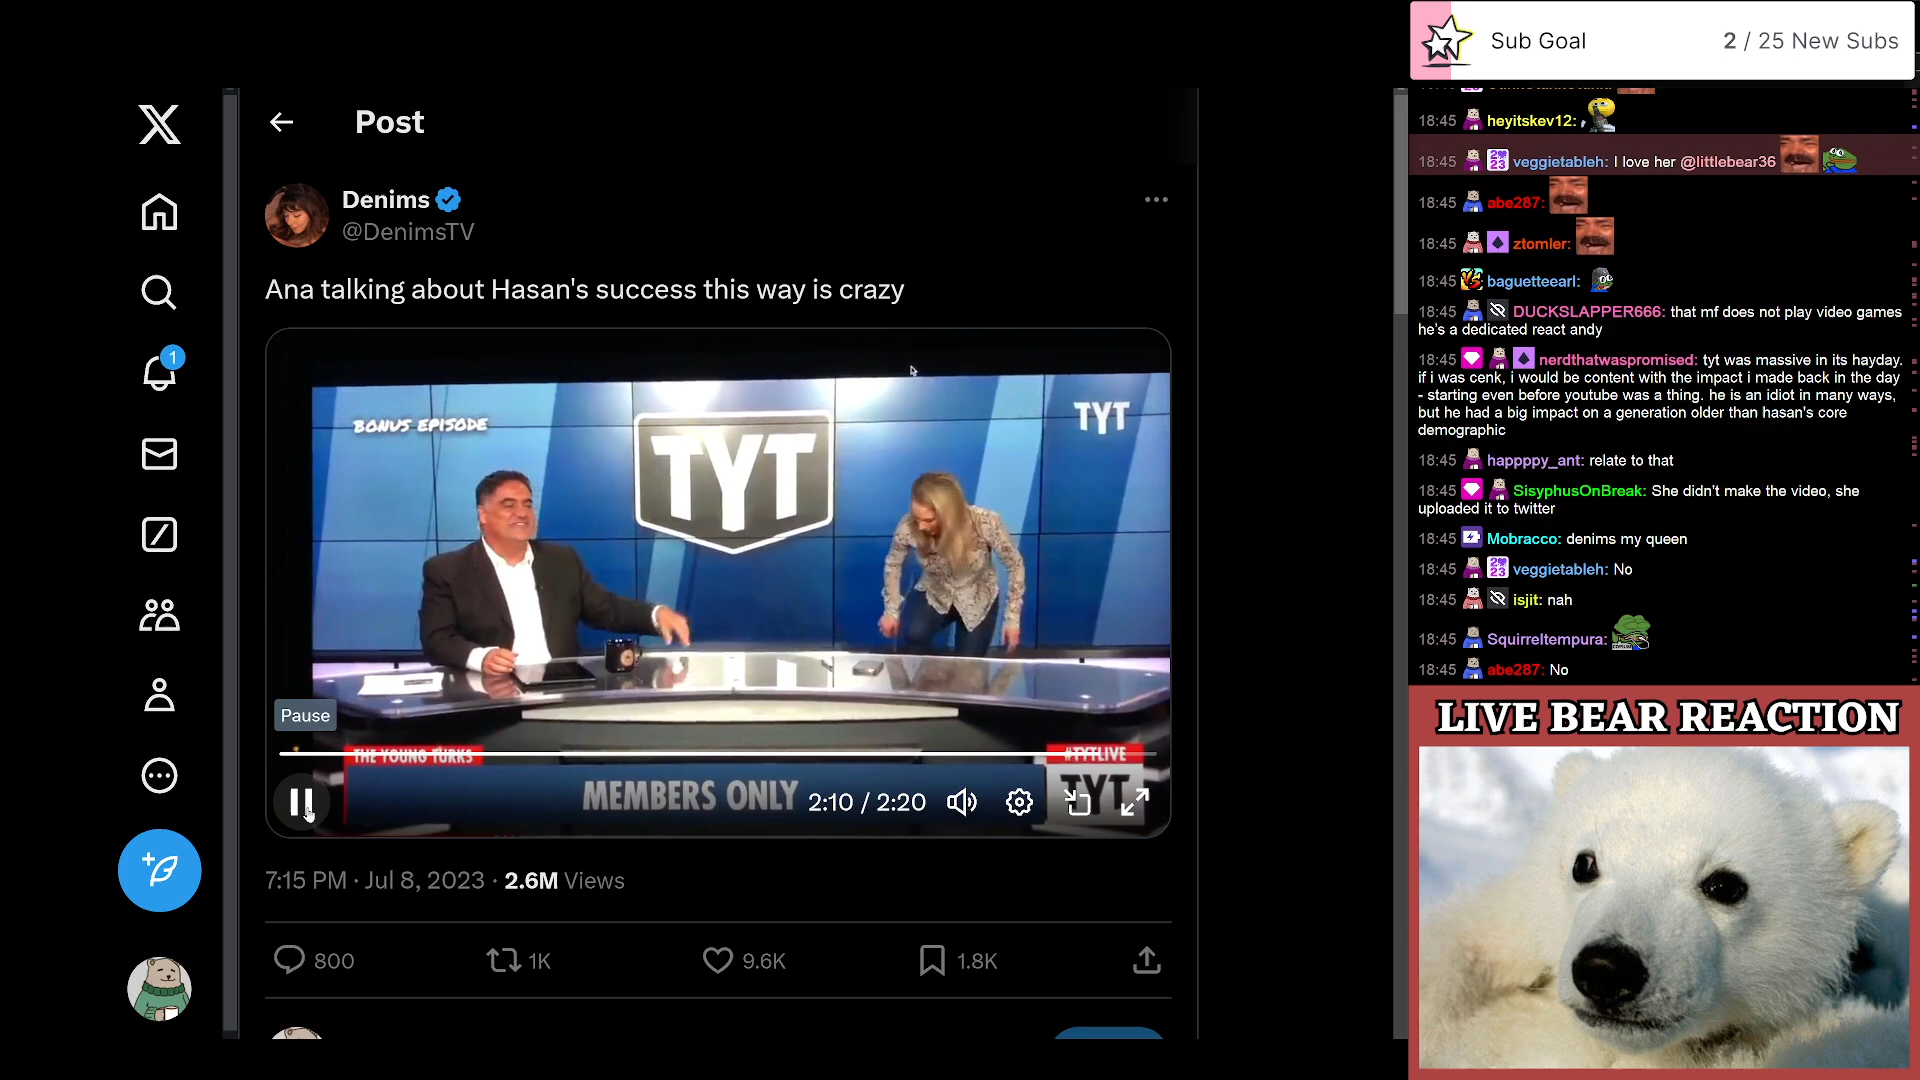 Sub Goal 2 / 25 New Subs
Post
Denims
@DenimsTV
Ana talking about Hasan's success this way is crazy
BONUS EPISODE
TYT
TYT
Pause
THE YOUNG TURKS
#TYTLIVE
MEMBERS ONLY
TYT
2:10 / 2:20
7:15 PM · Jul 8, 2023 · 2.6M Views
800
1K
9.6K
1.8K
1
18:45 heyitskev12:
18:45 veggietableh: I love her @littlebear36
18:45 abe287:
18:45 ztomler:
18:45 baguetteearl:
18:45 DUCKSLAPPER666: that mf does not play video games
he's a dedicated react andy
18:45 nerdthatwaspromised: tyt was massive in its hayday.
if i was cenk, i would be content with the impact i made back in the day
- starting even before youtube was a thing. he is an idiot in many ways,
but he had a big impact on a generation older than hasan's core
demographic
18:45 happppy_ant: relate to that
18:45 SisyphusOnBreak: She didn't make the video, she
uploaded it to twitter
18:45 Mobracco: denims my queen
18:45 veggietableh: No
18:45 isjit: nah
18:45 Squirreltempura:
18:45 abe287: No
LIVE BEAR REACTION